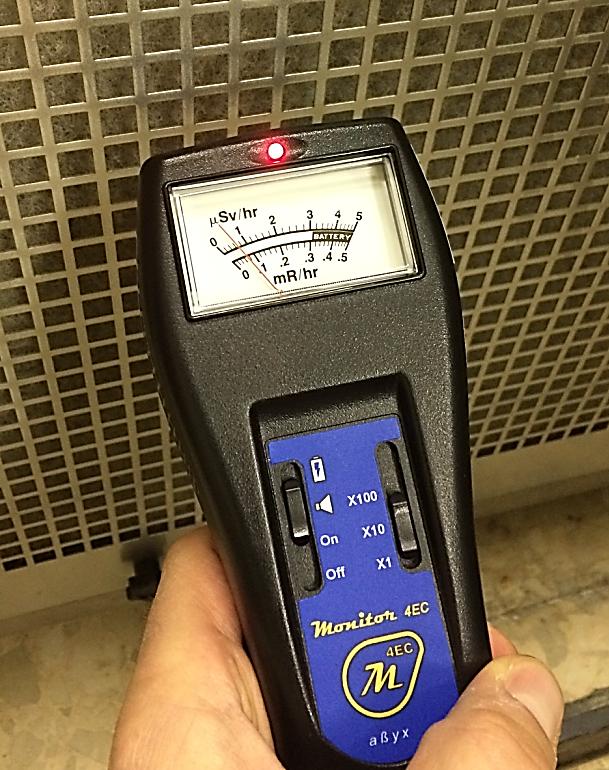 µSv/hr
0 1 2 3 4 5
BATTERY
0 .1 .2 .3 .4 .5
mR/hr
X100
On X10
Off X1
Monitor 4EC
4EC
M
aßyx